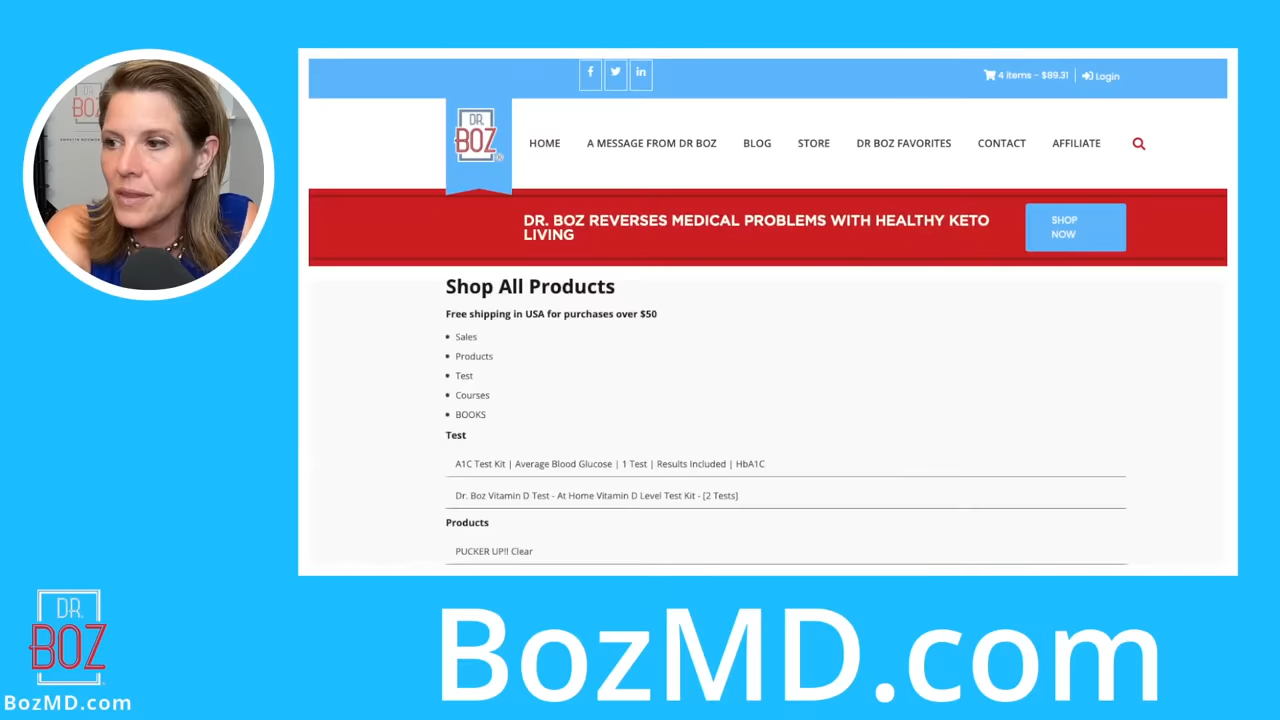 DR.
BOZ
4 items - $89.31
Login
DR.
BOZ
HOME
A MESSAGE FROM DR BOZ
BLOG
STORE
DR BOZ FAVORITES
CONTACT
AFFILIATE
DR. BOZ REVERSES MEDICAL PROBLEMS WITH HEALTHY KETO
LIVING
SHOP
NOW
Shop All Products
Free shipping in USA for purchases over $50
Sales
Products
Test
Courses
BOOKS
Test
A1C Test Kit | Average Blood Glucose | 1 Test | Results Included | HbA1C
Dr. Boz Vitamin D Test - At Home Vitamin D Level Test Kit - [2 Tests]
Products
PUCKER UP!! Clear
DR.
BOZ
BozMD.com
BozMD.com